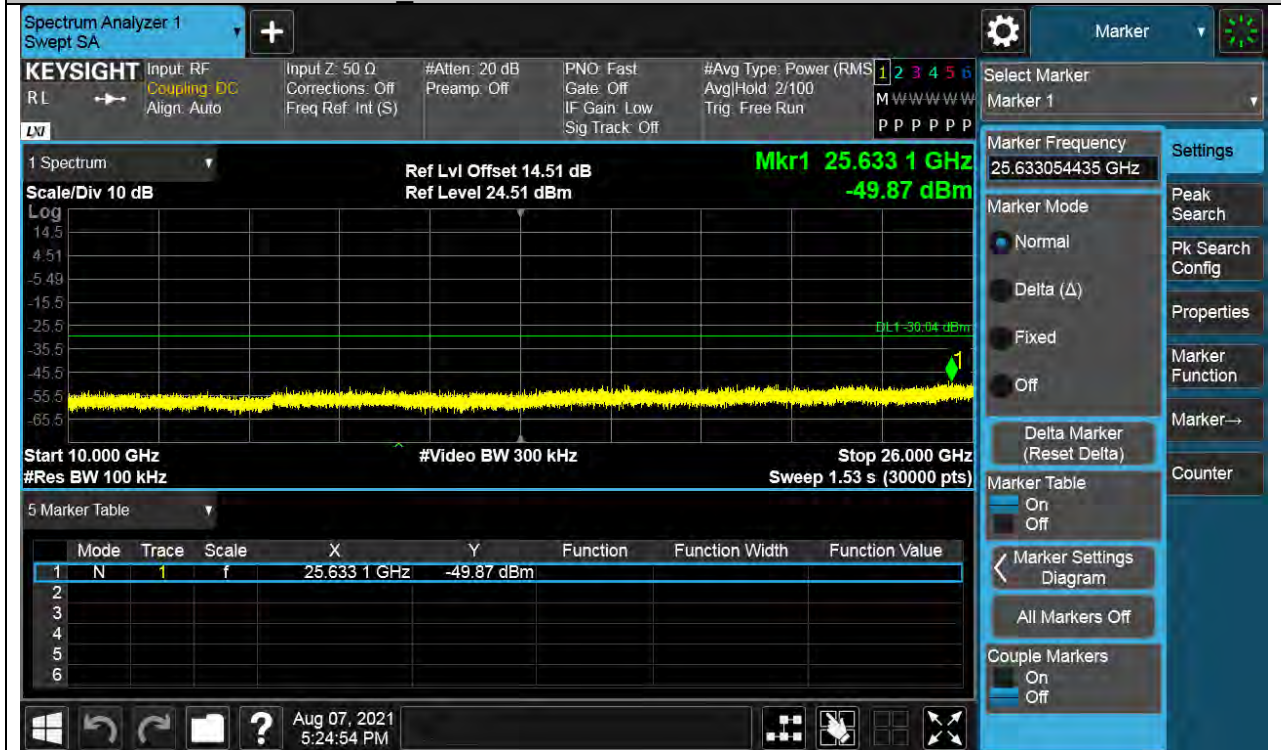 Spectrum Analyzer 1
Swept SA
+
Marker
KEYSIGHT
RL
LXI
Input: RF
Coupling: DC
Align: Auto
Input Z: 50 Ω
Corrections: Off
Freq Ref: Int (S)
#Atten: 20 dB
Preamp: Off
PNO: Fast
Gate: Off
IF Gain: Low
Sig Track: Off
#Avg Type: Power (RMS
Avg|Hold: 2/100
Trig: Free Run
1 2 3 4 5 6
M W W W W W
P P P P P P
Select Marker
Marker 1
1 Spectrum
Scale/Div 10 dB
Ref Lvl Offset 14.51 dB
Ref Level 24.51 dBm
Mkr1 25.633 1 GHz
-49.87 dBm
Log
14.5
4.51
-5.49
-15.5
-25.5
-35.5
-45.5
-55.5
-65.5
DL1 -30.04 dBm
1
Start 10.000 GHz
#Video BW 300 kHz
Stop 26.000 GHz
#Res BW 100 kHz
Sweep 1.53 s (30000 pts)
5 Marker Table
Mode Trace Scale X Y Function Function Width Function Value
1 N 1 f 25.633 1 GHz -49.87 dBm
2
3
4
5
6
Marker Frequency
25.633054435 GHz
Marker Mode
Normal
Delta (Δ)
Fixed
Off
Delta Marker
(Reset Delta)
Marker Table
On
Off
Marker Settings
Diagram
All Markers Off
Couple Markers
On
Off
Settings
Peak
Search
Pk Search
Config
Properties
Marker
Function
Marker→
Counter
?
Aug 07, 2021
5:24:54 PM